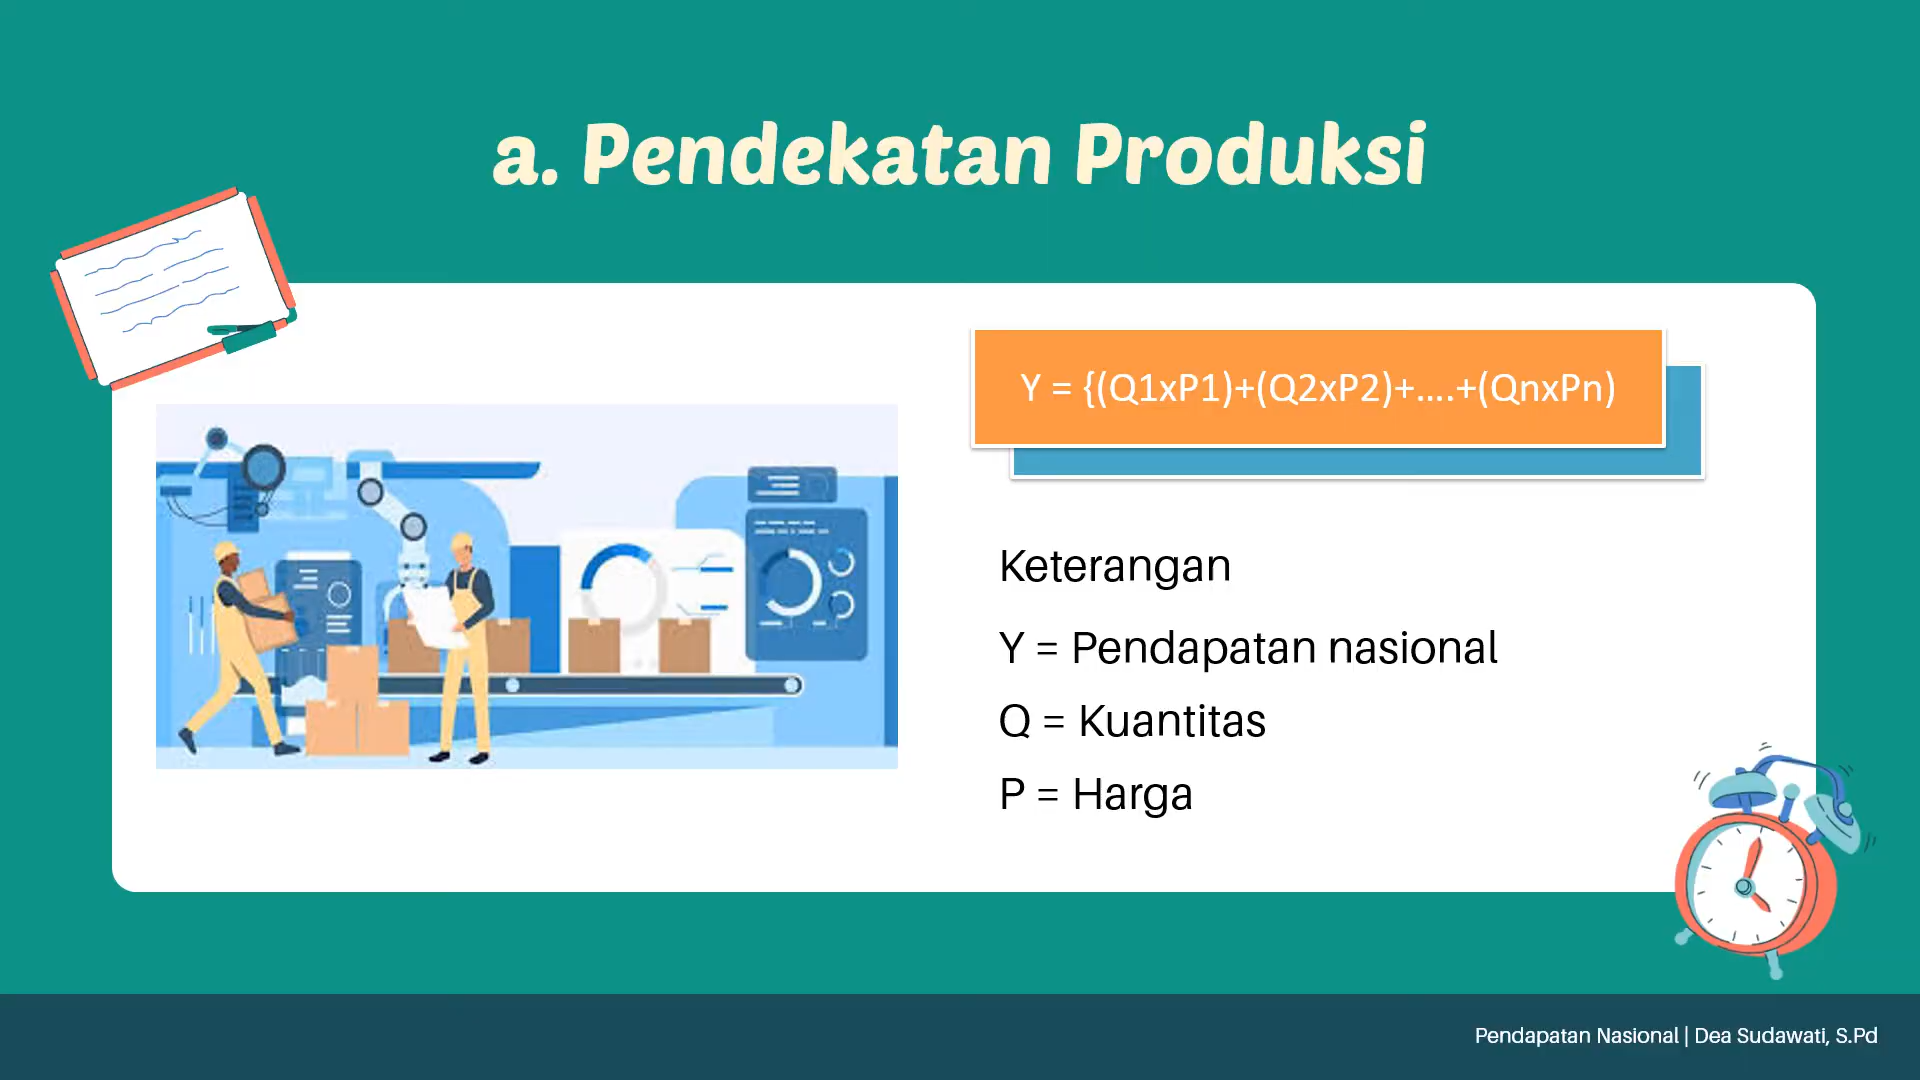 a. Pendekatan Produksi
Y = {(Q1xP1)+(Q2xP2)+....+(QnxPn)
Keterangan
Y = Pendapatan nasional
Q = Kuantitas
P = Harga
Pendapatan Nasional | Dea Sudawati, S.Pd